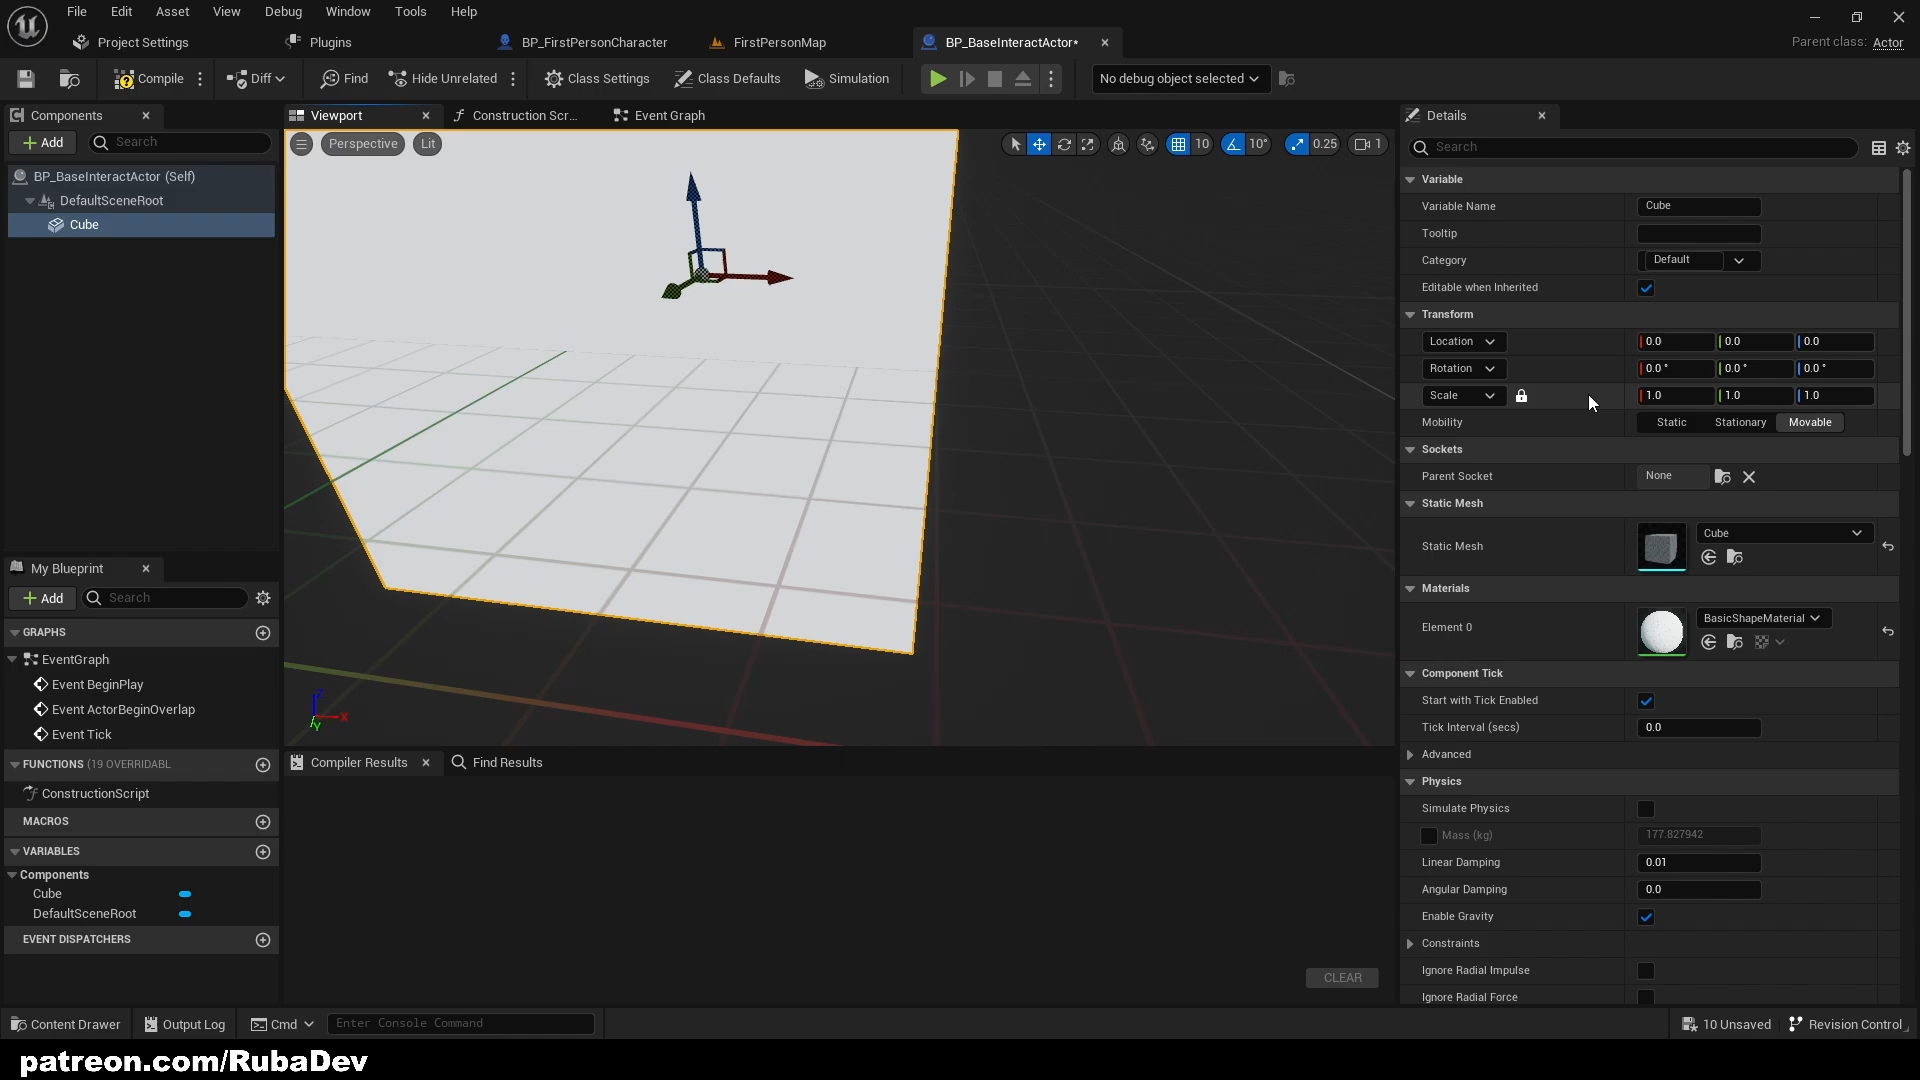 File Edit Asset View Debug Window Tools Help
Project Settings Plugins BP_FirstPersonCharacter FirstPersonMap BP_BaseInteractActor* Parent class: Actor
Compile Diff Find Hide Unrelated Class Settings Class Defaults Simulation No debug object selected
Components
Add Search
BP_BaseInteractActor (Self)
DefaultSceneRoot
Cube
Viewport Construction Scr... Event Graph
Perspective Lit 10 10° 0.25 1
Z
X
Y
My Blueprint
Add Search
GRAPHS
EventGraph
Event BeginPlay
Event ActorBeginOverlap
Event Tick
FUNCTIONS (19 OVERRIDABL
ConstructionScript
MACROS
VARIABLES
Components
Cube
DefaultSceneRoot
EVENT DISPATCHERS
Compiler Results Find Results
CLEAR
Details
Search
Variable
Variable Name Cube
Tooltip
Category Default
Editable when Inherited
Transform
Location 0.0 0.0 0.0
Rotation 0.0 ° 0.0 ° 0.0 °
Scale 1.0 1.0 1.0
Mobility Static Stationary Movable
Sockets
Parent Socket None
Static Mesh
Static Mesh Cube
Materials
Element 0 BasicShapeMaterial
Component Tick
Start with Tick Enabled
Tick Interval (secs) 0.0
Advanced
Physics
Simulate Physics
Mass (kg) 177.827942
Linear Damping 0.01
Angular Damping 0.0
Enable Gravity
Constraints
Ignore Radial Impulse
Ignore Radial Force
Content Drawer Output Log Cmd Enter Console Command 10 Unsaved Revision Control
patreon.com/RubaDev